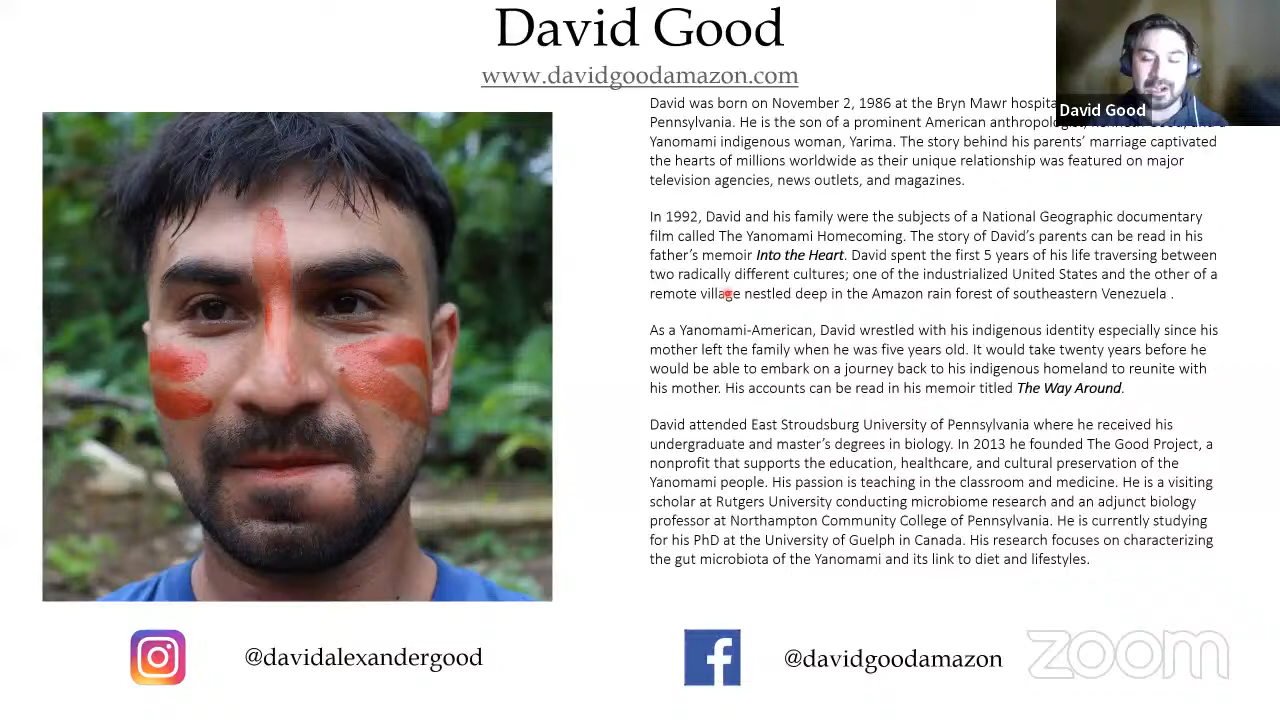 David Good
www.davidgoodamazon.com
David was born on November 2, 1986 at the Bryn Mawr
Pennsylvania. He is the son of a prominent American
Yanomami indigenous woman, Yarima. The story behind his parents’ marriage captivated
the hearts of millions worldwide as their unique relationship was featured on major
television agencies, news outlets, and magazines.
In 1992, David and his family were the subjects of a National Geographic documentary
film called The Yanomami Homecoming. The story of David’s parents can be read in his
father’s memoir Into the Heart. David spent the first 5 years of his life traversing between
two radically different cultures; one of the industrialized United States and the other of a
remote village nestled deep in the Amazon rain forest of southeastern Venezuela .
As a Yanomami-American, David wrestled with his indigenous identity especially since his
mother left the family when he was five years old. It would take twenty years before he
would be able to embark on a journey back to his indigenous homeland to reunite with
his mother. His accounts can be read in his memoir titled The Way Around.
David attended East Stroudsburg University of Pennsylvania where he received his
undergraduate and master’s degrees in biology. In 2013 he founded The Good Project, a
nonprofit that supports the education, healthcare, and cultural preservation of the
Yanomami people. His passion is teaching in the classroom and medicine. He is a visiting
scholar at Rutgers University conducting microbiome research and an adjunct biology
professor at Northampton Community College of Pennsylvania. He is currently studying
for his PhD at the University of Guelph in Canada. His research focuses on characterizing
the gut microbiota of the Yanomami and its link to diet and lifestyles.
David Good
@davidalexandergood
@davidgoodamazon
zoom